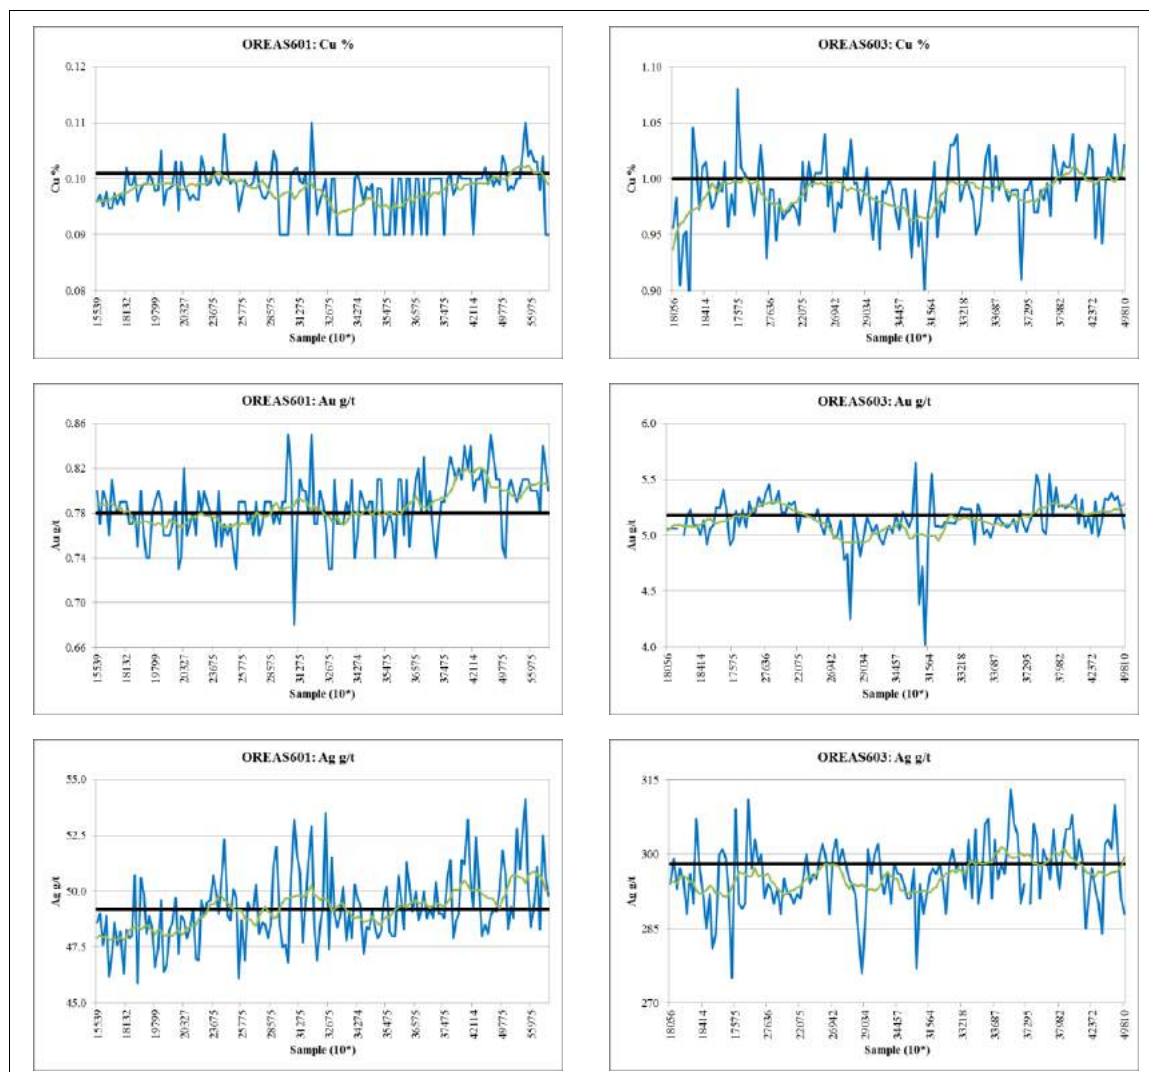 OREAS601: Cu %
0.12
0.11
0.10
0.09
0.08
Cu %
15539 18132 19799 20327 23675 25775 28575 31275 32675 34274 35475 36575 37475 42114 49775 55975
Sample (10*)
OREAS603: Cu %
1.10
1.05
1.00
0.95
0.90
Cu %
18056 18414 17575 27636 22075 26942 29034 34457 31564 33218 33687 37295 37982 42372 49810
Sample (10*)
OREAS601: Au g/t
0.86
0.82
0.78
0.74
0.70
0.66
Au g/t
15539 18132 19799 20327 23675 25775 28575 31275 32675 34274 35475 36575 37475 42114 49775 55975
Sample (10*)
OREAS603: Au g/t
6.0
5.5
5.0
4.5
4.0
Au g/t
18056 18414 17575 27636 22075 26942 29034 34457 31564 33218 33687 37295 37982 42372 49810
Sample (10*)
OREAS601: Ag g/t
55.0
52.5
50.0
47.5
45.0
Ag g/t
15539 18132 19799 20327 23675 25775 28575 31275 32675 34274 35475 36575 37475 42114 49775 55975
Sample (10*)
OREAS603: Ag g/t
315
300
285
270
Ag g/t
18056 18414 17575 27636 22075 26942 29034 34457 31564 33218 33687 37295 37982 42372 49810
Sample (10*)